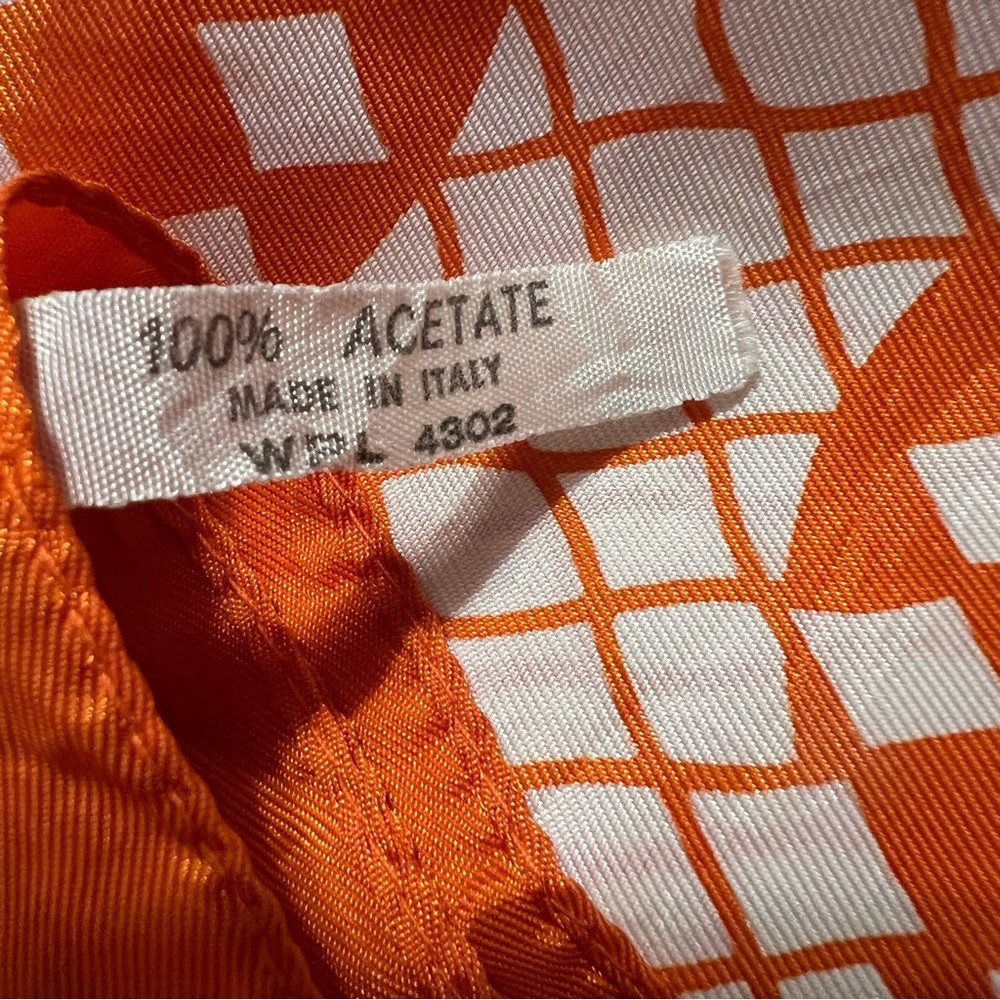 100% ACETATE
MADE IN ITALY
WPL 4302